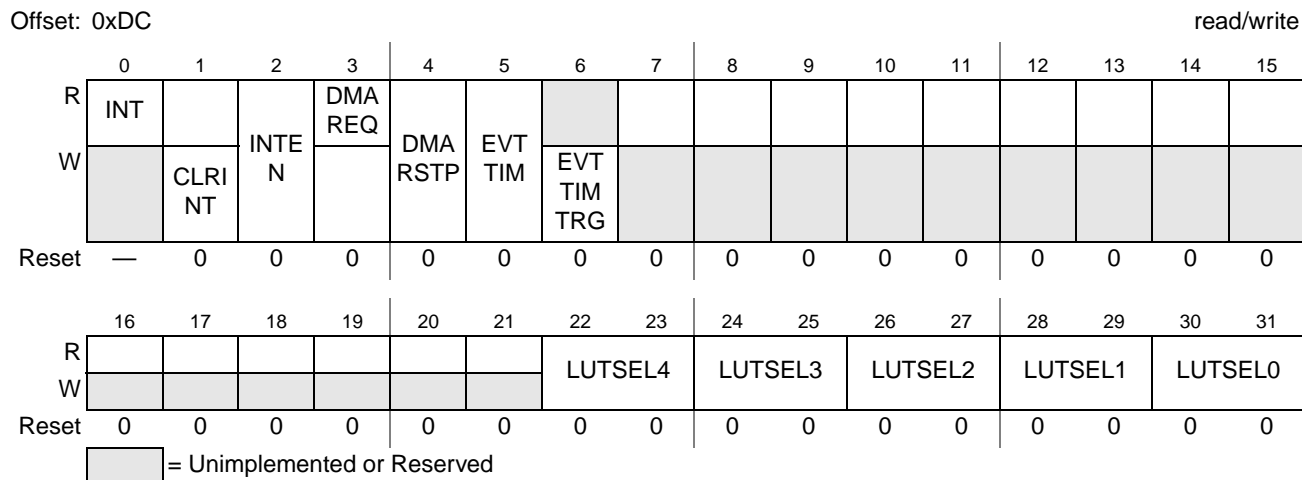 Offset: 0xDC read/write
0 1 2 3 4 5 6 7 8 9 10 11 12 13 14 15
R INT DMA
REQ
INTE
N
DMA
RSTP
EVT
TIM
W CLRI
NT
EVT
TIM
TRG
Reset — 0 0 0 0 0 0 0 0 0 0 0 0 0 0 0
16 17 18 19 20 21 22 23 24 25 26 27 28 29 30 31
R LUTSEL4 LUTSEL3 LUTSEL2 LUTSEL1 LUTSEL0
W
Reset 0 0 0 0 0 0 0 0 0 0 0 0 0 0 0 0
= Unimplemented or Reserved